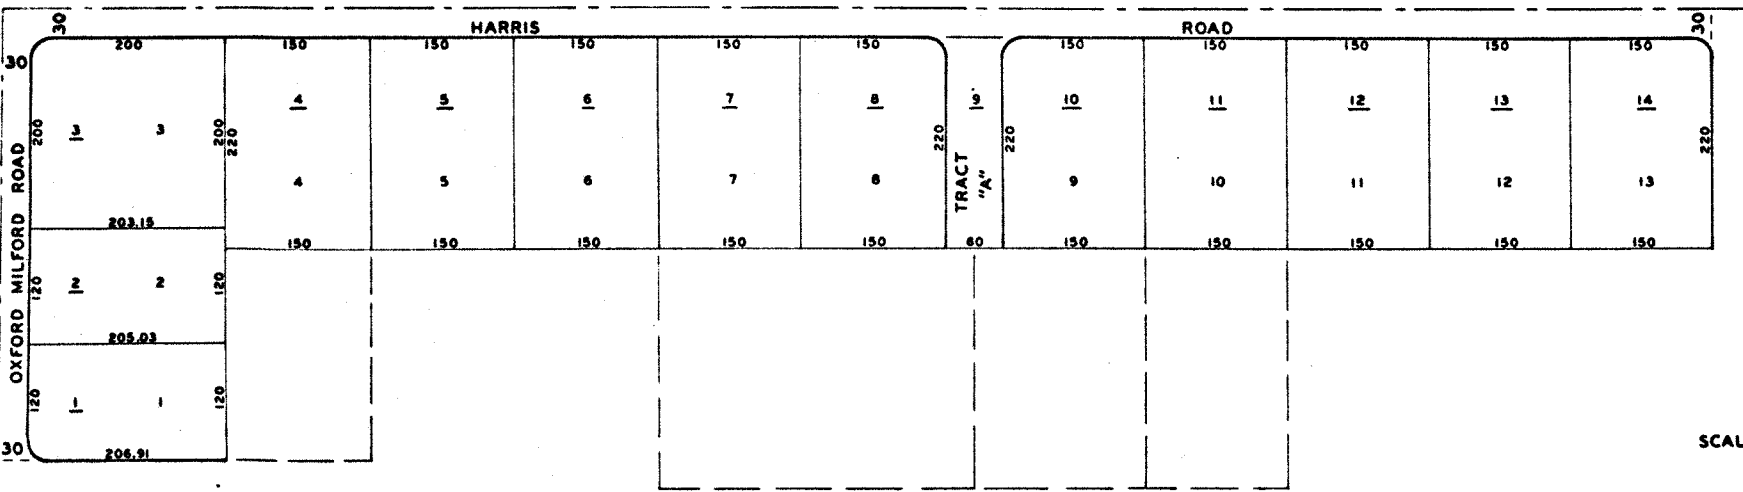 30 HARRIS ROAD 30
30 200 150 150 150 150 150 150 150 150 150 150
4 5 6 7 8 9 10 11 12 13 14
200 3 3 200 220 220 TRACT "A" 220 220
4 5 6 7 8 9 10 11 12 13
203.15
150 150 150 150 150 60 150 150 150 150 150
OXFORD MILFORD ROAD
120 2 2 120
205.03
120 1 1 120
30 206.91
SCAL